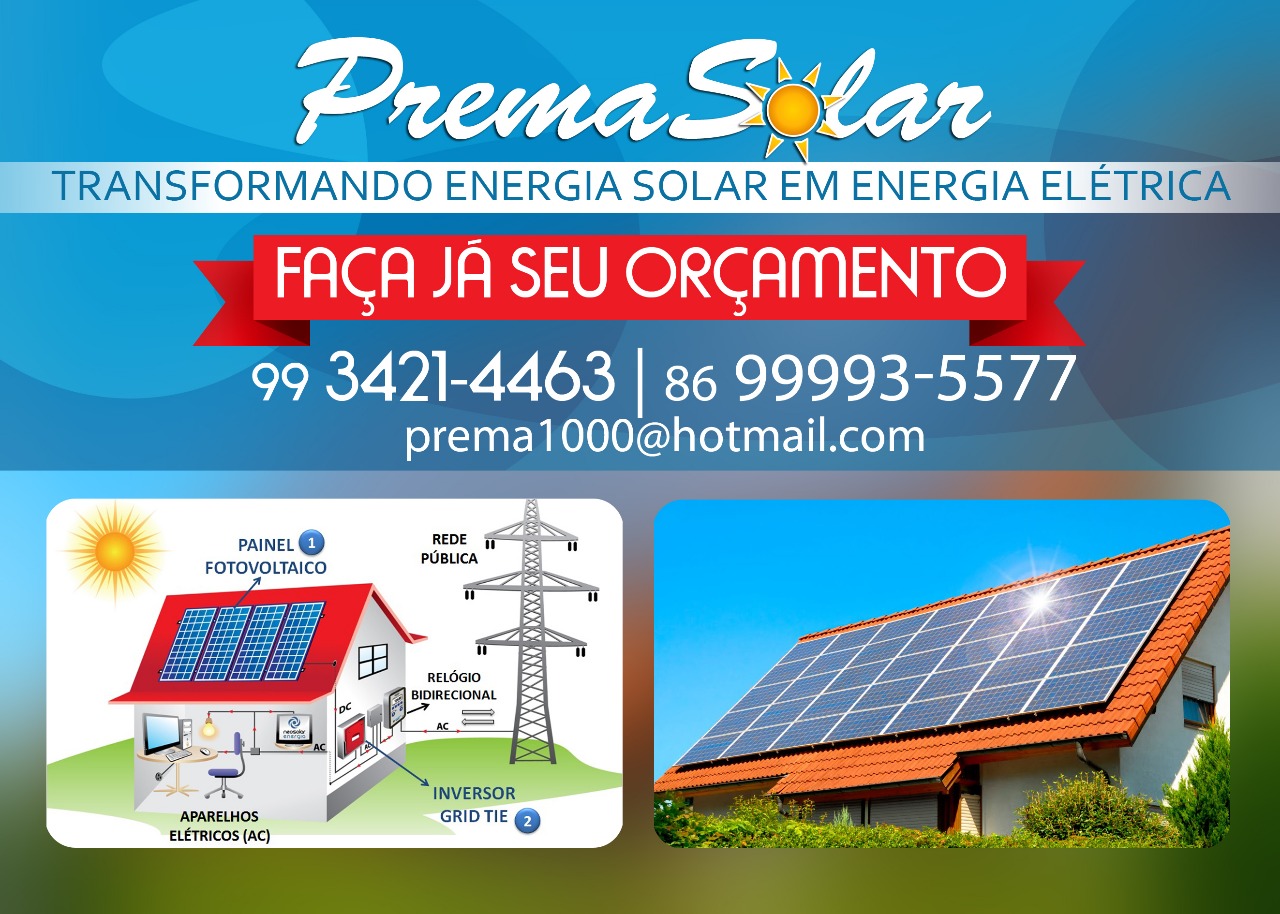 PremaSolar
TRANSFORMANDO ENERGIA SOLAR EM ENERGIA ELÉTRICA
FAÇA JÁ SEU ORÇAMENTO
99 3421-4463 | 86 99993-5577
prema1000@hotmail.com
PAINEL 1
FOTOVOLTAICO
REDE
PÚBLICA
RELÓGIO
BIDIRECIONAL
DC
AC
AC
AC
neosolar
energia
INVERSOR
GRID TIE 2
APARELHOS
ELÉTRICOS (AC)